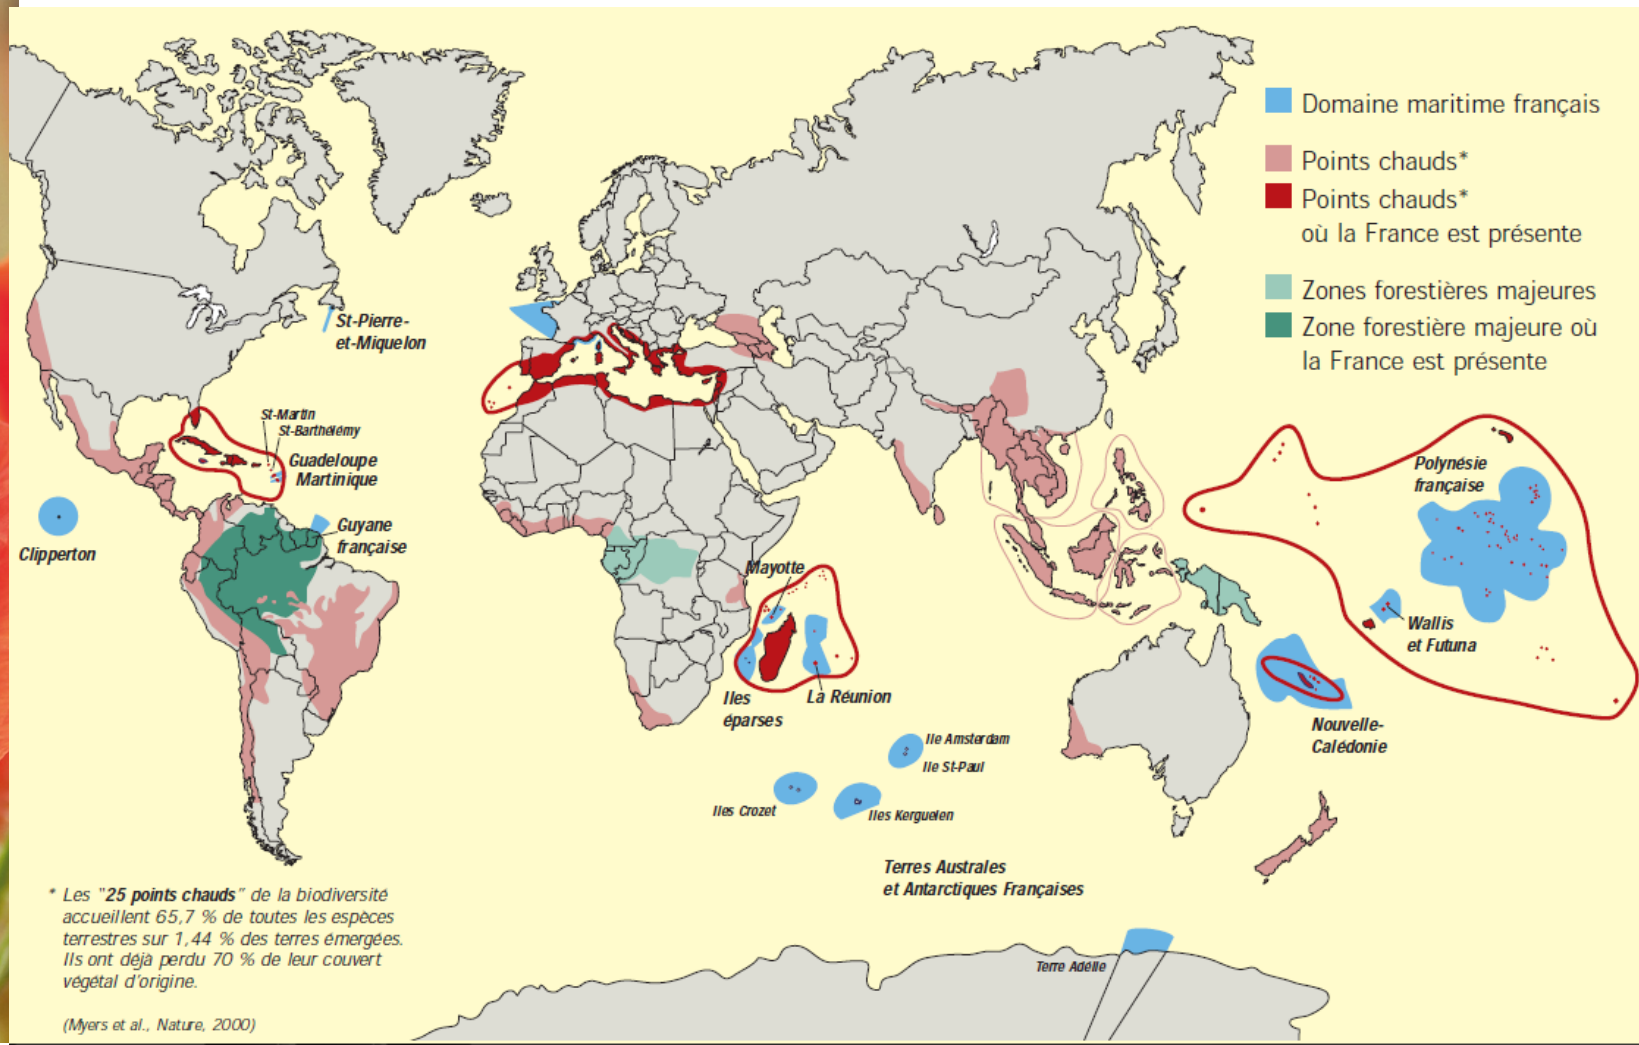 Domaine maritime français
Points chauds*
Points chauds*
où la France est présente
Zones forestières majeures
Zone forestière majeure où
la France est présente
St-Pierre-
et-Miquelon
St-Martin
St-Barthélémy
Guadeloupe
Martinique
Clipperton
Guyane
française
Mayotte
Iles
éparses
La Réunion
Polynésie
française
Wallis
et Futuna
Nouvelle-
Calédonie
Ile Amsterdam
Ile St-Paul
Iles Crozet
Iles Kerguelen
Terres Australes
et Antarctiques Françaises
Terre Adélie
* Les "25 points chauds" de la biodiversité
accueillent 65,7 % de toutes les espèces
terrestres sur 1,44 % des terres émergées.
Ils ont déjà perdu 70 % de leur couvert
végétal d'origine.
(Myers et al., Nature, 2000)